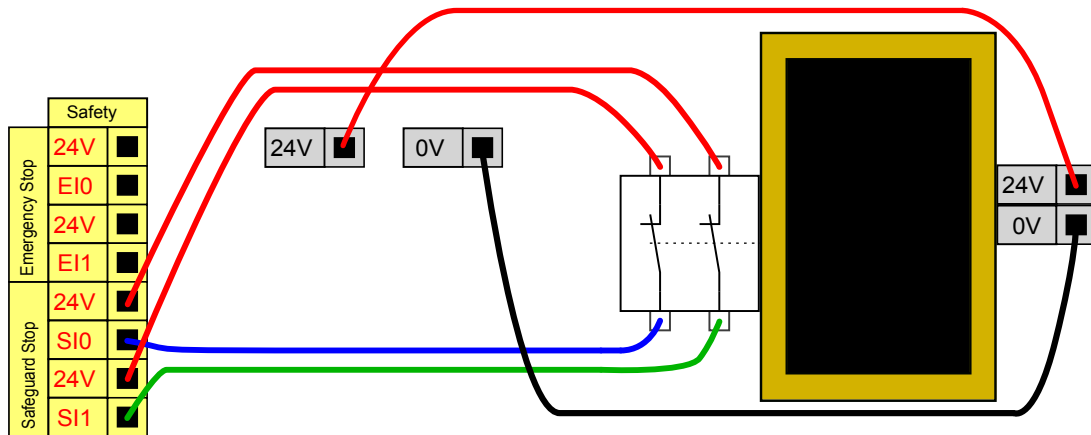 Safety
Emergency Stop
24V
EI0
24V
EI1
Safeguard Stop
24V
SI0
24V
SI1
24V
0V
24V
0V